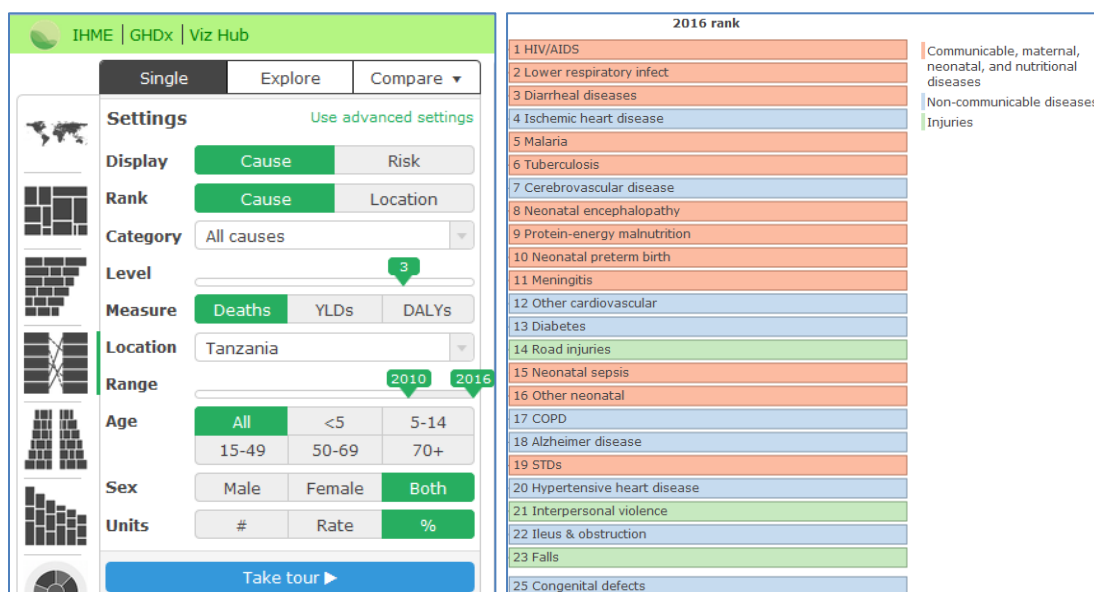 IHME | GHDx | Viz Hub
Single Explore Compare
Settings Use advanced settings
Display Cause Risk
Rank Cause Location
Category All causes
Level 3
Measure Deaths YLDs DALYs
Location Tanzania
Range 2010 2016
Age All <5 5-14
15-49 50-69 70+
Sex Male Female Both
Units # Rate %
Take tour
2016 rank
1 HIV/AIDS
2 Lower respiratory infect
3 Diarrheal diseases
4 Ischemic heart disease
5 Malaria
6 Tuberculosis
7 Cerebrovascular disease
8 Neonatal encephalopathy
9 Protein-energy malnutrition
10 Neonatal preterm birth
11 Meningitis
12 Other cardiovascular
13 Diabetes
14 Road injuries
15 Neonatal sepsis
16 Other neonatal
17 COPD
18 Alzheimer disease
19 STDs
20 Hypertensive heart disease
21 Interpersonal violence
22 Ileus & obstruction
23 Falls
25 Congenital defects
Communicable, maternal,
neonatal, and nutritional
diseases
Non-communicable diseases
Injuries